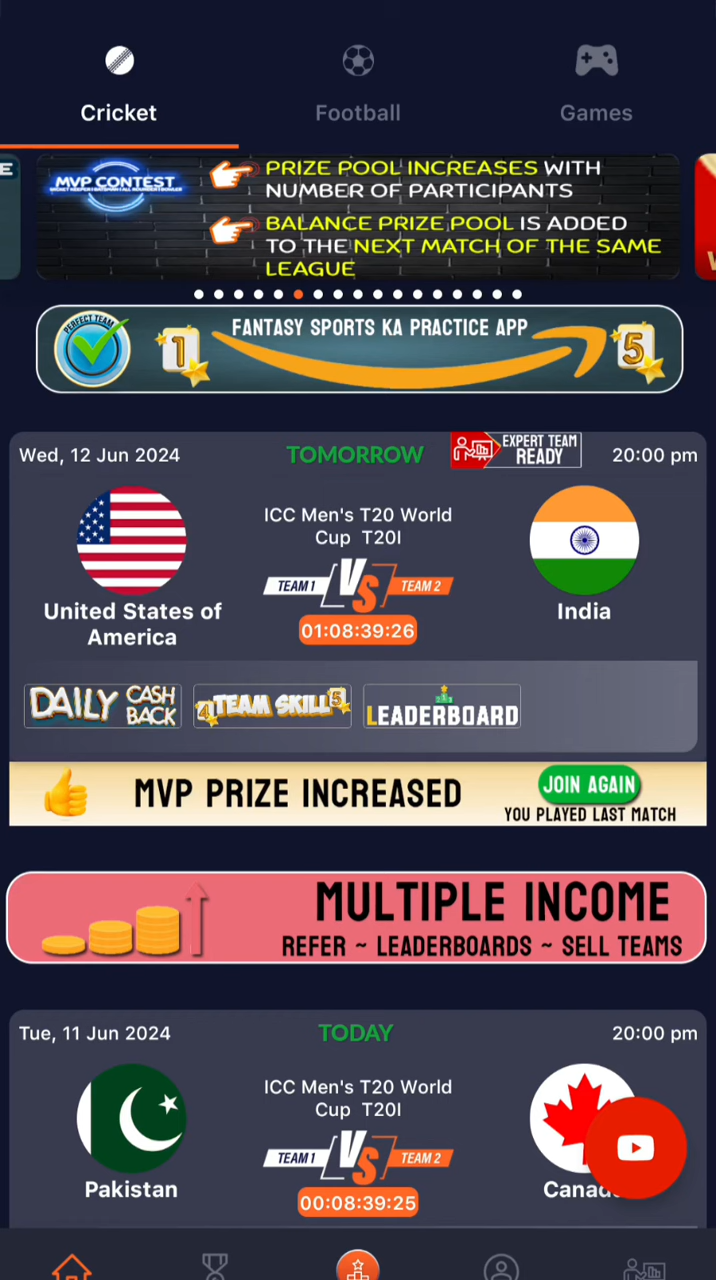 Cricket
Football
Games
E
MVP CONTEST
PRIZE POOL INCREASES WITH
NUMBER OF PARTICIPANTS
BALANCE PRIZE POOL IS ADDED
TO THE NEXT MATCH OF THE SAME
LEAGUE
PERFECT TEAM
1
FANTASY SPORTS KA PRACTICE APP
5
Wed, 12 Jun 2024
TOMORROW
EXPERT TEAM
READY
20:00 pm
ICC Men's T20 World
Cup T20I
TEAM 1
VS
TEAM 2
United States of
America
India
01:08:39:26
DAILY CASH
BACK
4 TEAM SKILL 5
LEADERBOARD
MVP PRIZE INCREASED
JOIN AGAIN
YOU PLAYED LAST MATCH
MULTIPLE INCOME
REFER ~ LEADERBOARDS ~ SELL TEAMS
Tue, 11 Jun 2024
TODAY
20:00 pm
ICC Men's T20 World
Cup T20I
TEAM 1
VS
TEAM 2
Pakistan
Canad
00:08:39:25